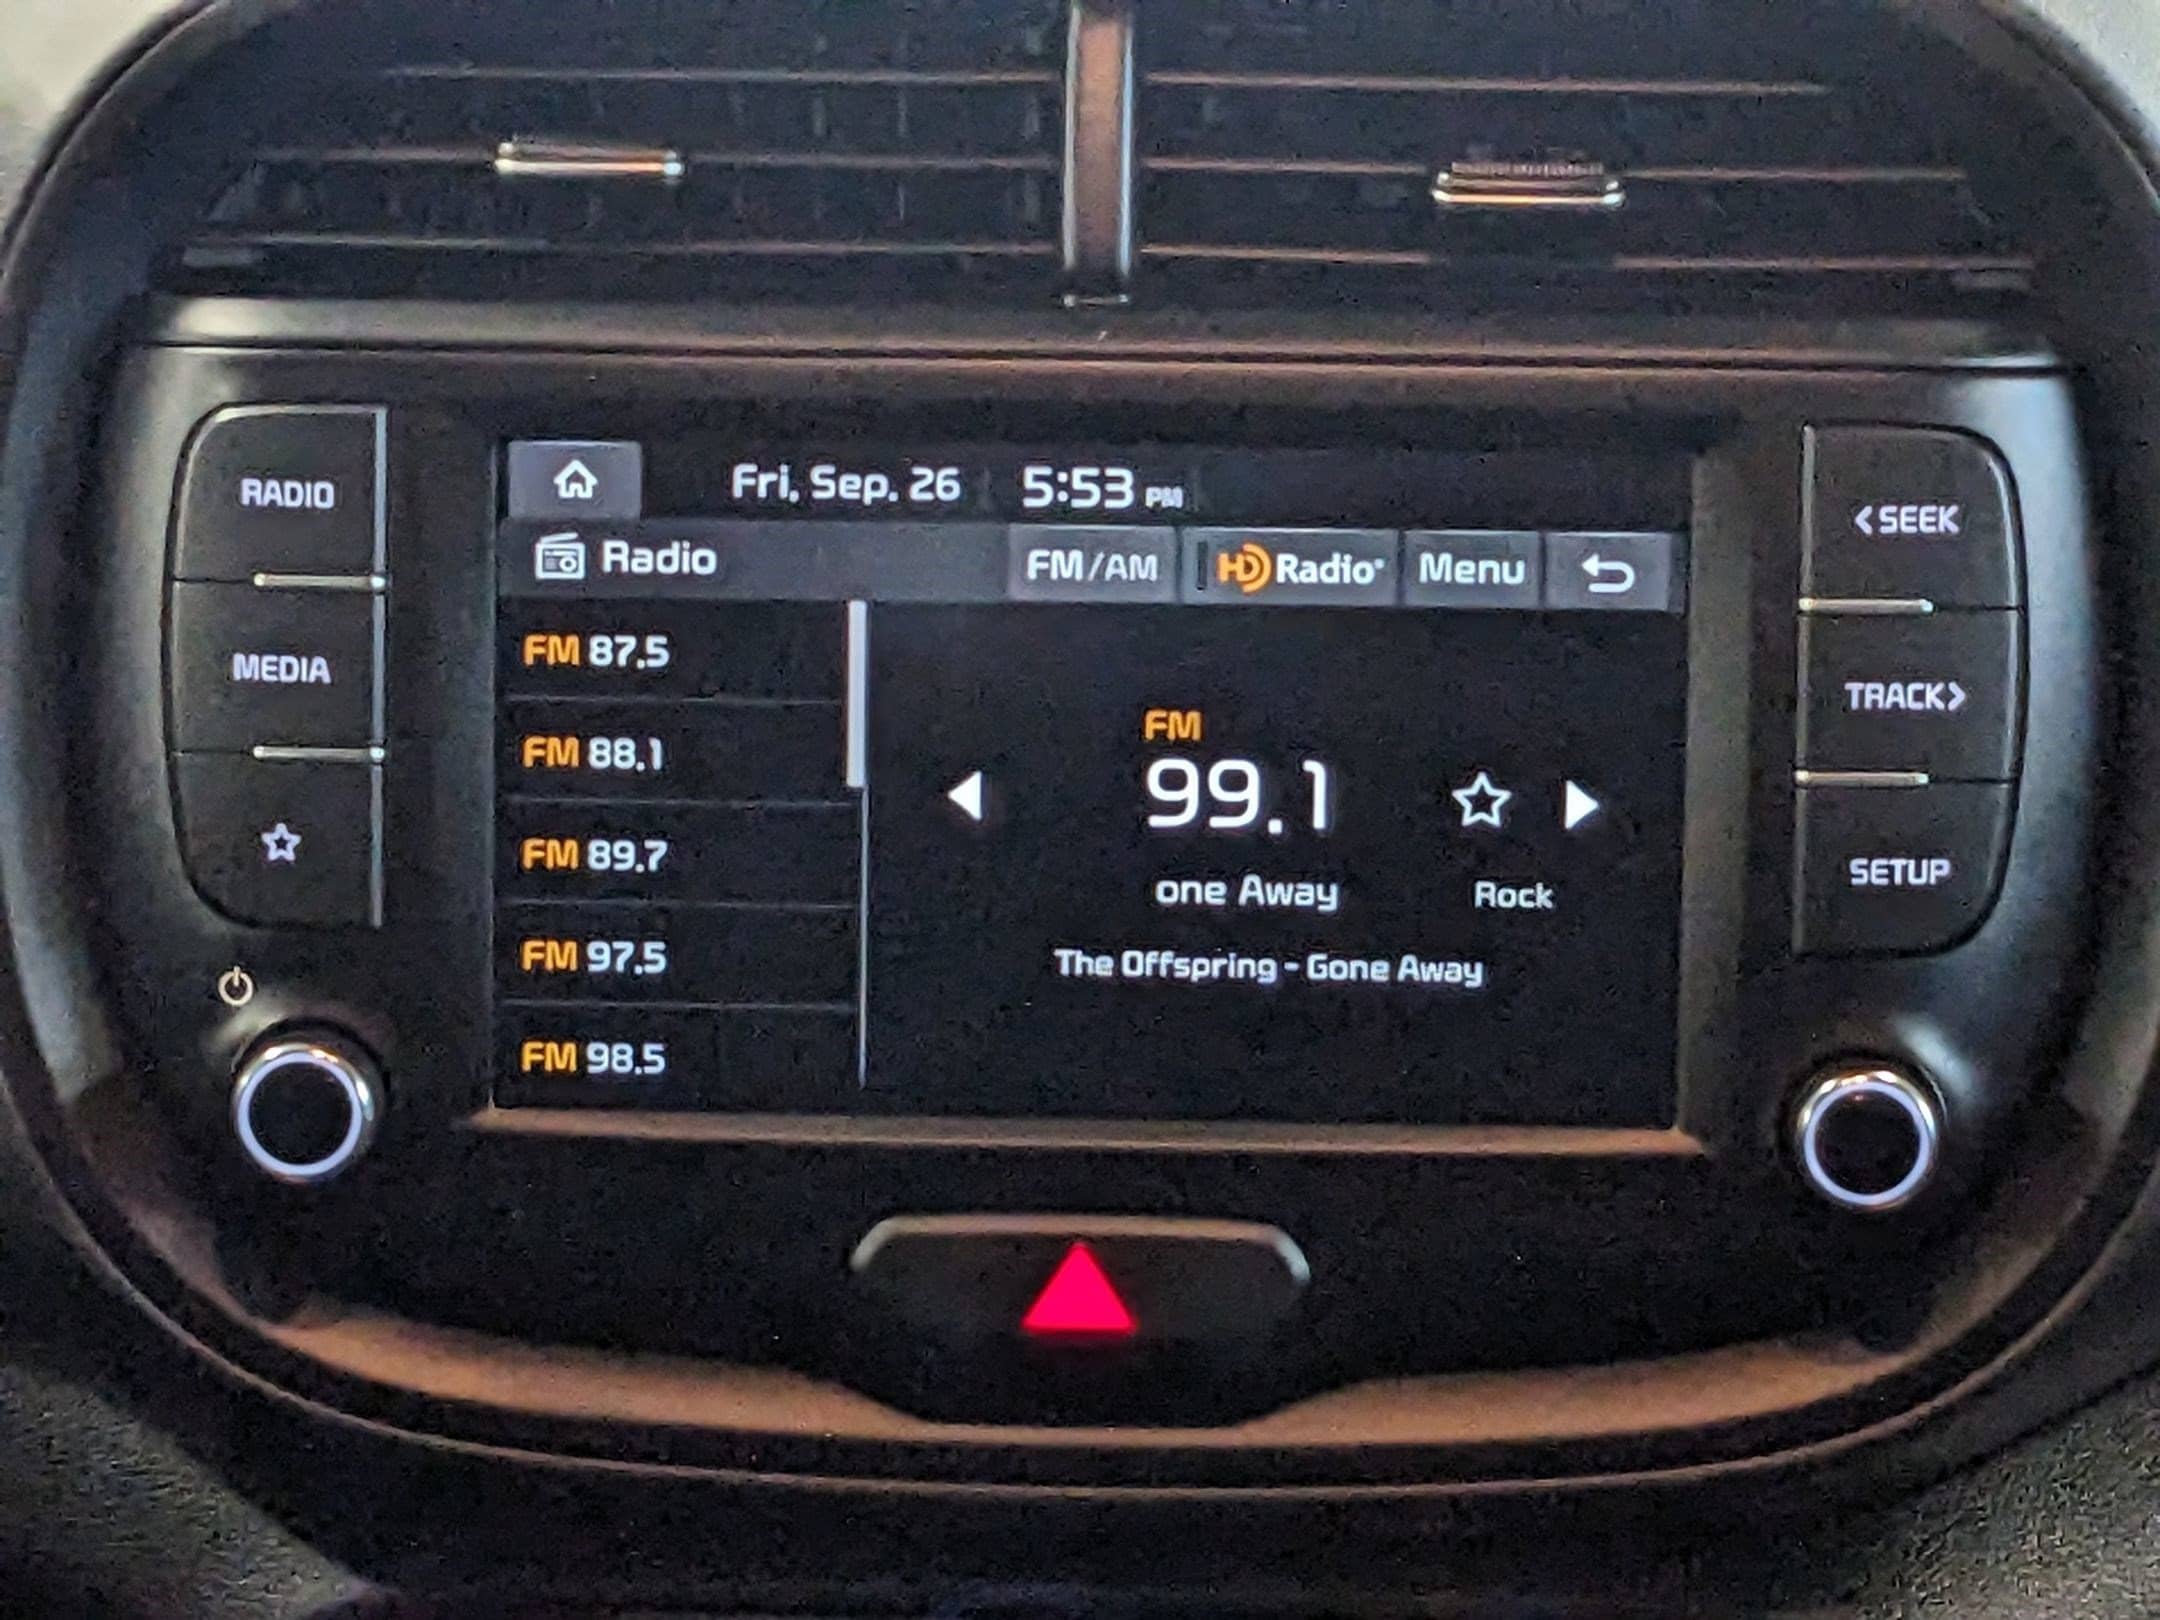 RADIO
MEDIA
Fri, Sep. 26 5:53 PM
Radio FM/AM HD Radio® Menu
FM 87.5
FM 88.1
FM 89.7
FM 97.5
FM 98.5
FM
99.1
one Away Rock
The Offspring - Gone Away
< SEEK
TRACK >
SETUP